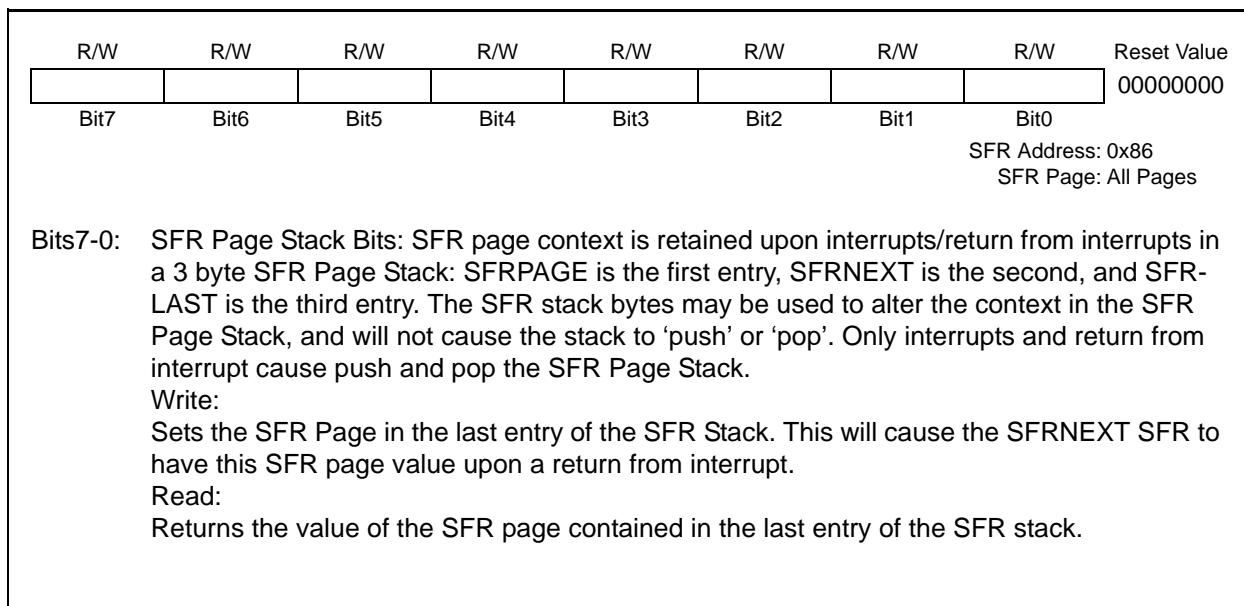 R/W R/W R/W R/W R/W R/W R/W R/W Reset Value
00000000
Bit7 Bit6 Bit5 Bit4 Bit3 Bit2 Bit1 Bit0
SFR Address: 0x86
SFR Page: All Pages
Bits7-0: SFR Page Stack Bits: SFR page context is retained upon interrupts/return from interrupts in
a 3 byte SFR Page Stack: SFRPAGE is the first entry, SFRNEXT is the second, and SFR-
LAST is the third entry. The SFR stack bytes may be used to alter the context in the SFR
Page Stack, and will not cause the stack to ‘push’ or ‘pop’. Only interrupts and return from
interrupt cause push and pop the SFR Page Stack.
Write:
Sets the SFR Page in the last entry of the SFR Stack. This will cause the SFRNEXT SFR to
have this SFR page value upon a return from interrupt.
Read:
Returns the value of the SFR page contained in the last entry of the SFR stack.